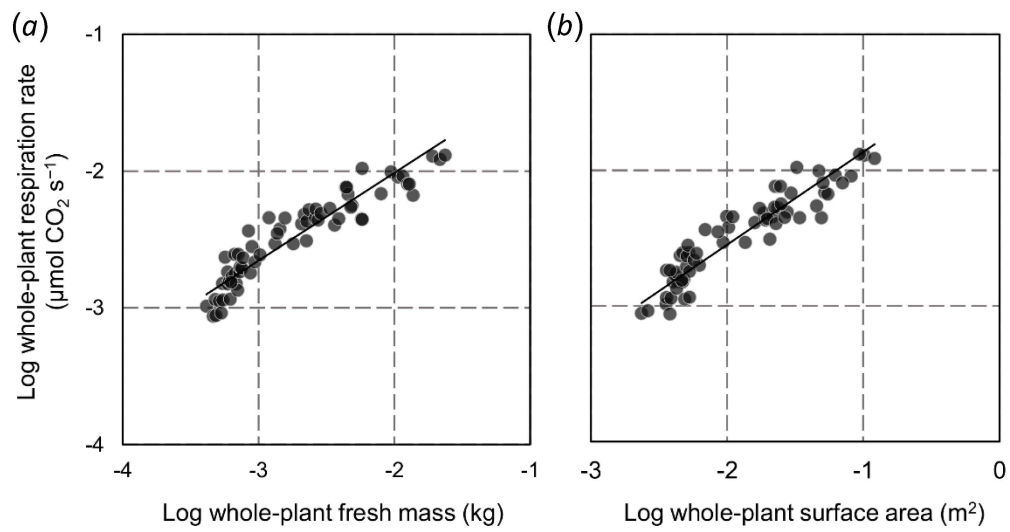 (a)
(b)
Log whole-plant respiration rate
(μmol CO2 s−1)
-1
-2
-3
-4
-4 -3 -2 -1
-3 -2 -1 0
Log whole-plant fresh mass (kg)
Log whole-plant surface area (m2)